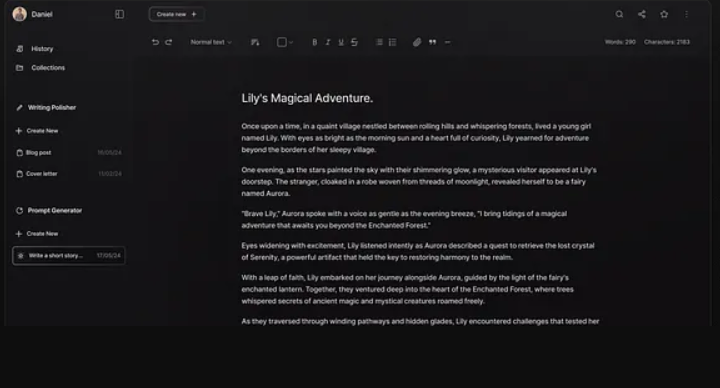 Daniel
Create new +
History
Collections
Writing Polisher
+ Create New
Blog post 16/05/24
Cover letter 11/02/24
Prompt Generator
+ Create New
Write a short story... 17/05/24
Normal text
B I U S
Words: 290 Characters: 2183
Lily's Magical Adventure.
Once upon a time, in a quaint village nestled between rolling hills and whispering forests, lived a young girl
named Lily. With eyes as bright as the morning sun and a heart full of curiosity, Lily yearned for adventure
beyond the borders of her sleepy village.
One evening, as the stars painted the sky with their shimmering glow, a mysterious visitor appeared at Lily's
doorstep. The stranger, cloaked in a robe woven from threads of moonlight, revealed herself to be a fairy
named Aurora.
"Brave Lily," Aurora spoke with a voice as gentle as the evening breeze, "I bring tidings of a magical
adventure that awaits you beyond the Enchanted Forest."
Eyes widening with excitement, Lily listened intently as Aurora described a quest to retrieve the lost crystal
of Serenity, a powerful artifact that held the key to restoring harmony to the realm.
With a leap of faith, Lily embarked on her journey alongside Aurora, guided by the light of the fairy's
enchanted lantern. Together, they ventured deep into the heart of the Enchanted Forest, where trees
whispered secrets of ancient magic and mystical creatures roamed freely.
As they traversed through winding pathways and hidden glades, Lily encountered challenges that tested her